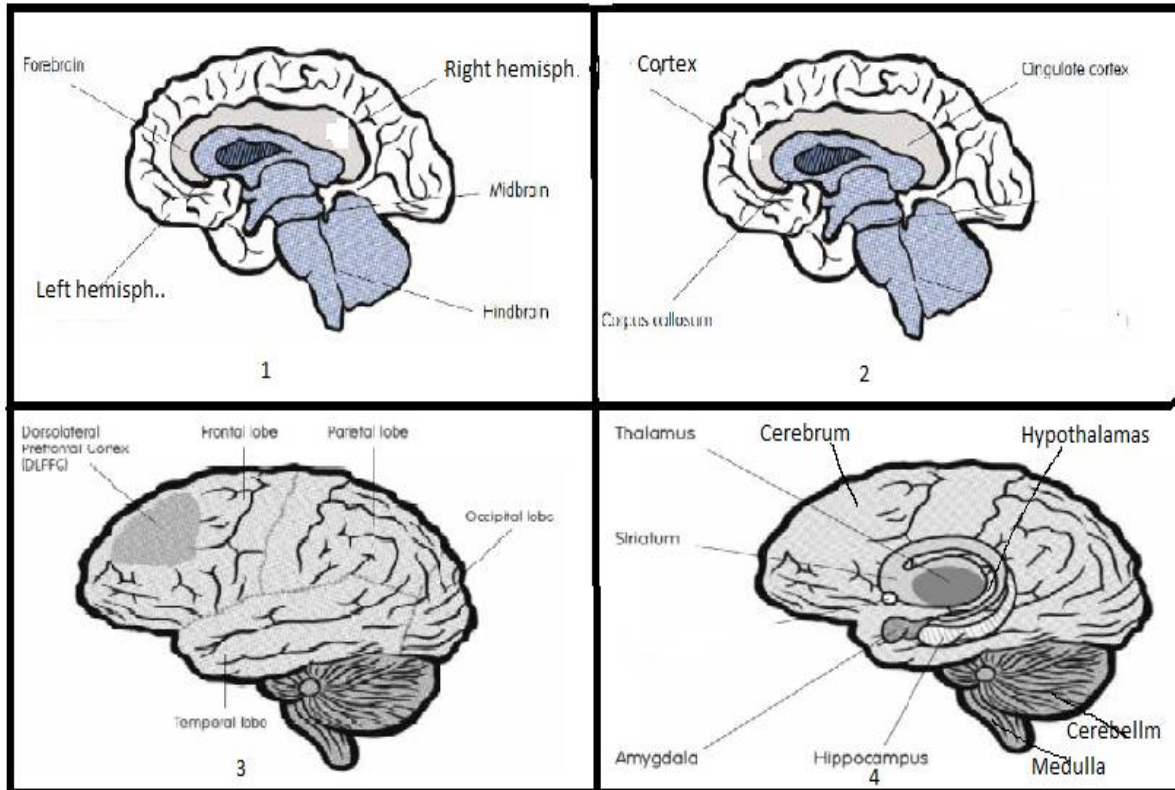 Forebrain
Right hemisph.
Midbrain
Left hemisph..
Hindbrain
1
Cortex
Cingulate cortex
Corpus callosum
2
Dorsolateral
Prefrontal Cortex
(DLPFC)
Frontal lobe
Parietal lobe
Occipital lobe
Temporal lobe
3
Thalamus
Cerebrum
Hypothalamas
Striatum
Cerebellm
Amygdala
Hippocampus
Medulla
4